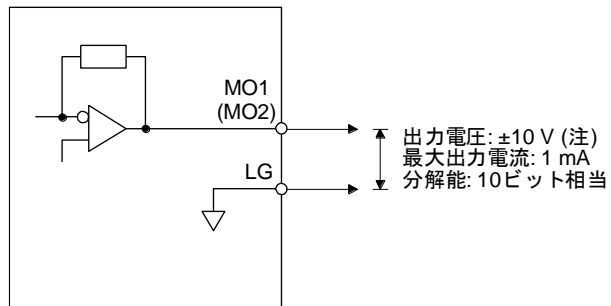 MO1
(MO2)
LG
出力電圧: ±10 V (注)
最大出力電流: 1 mA
分解能: 10ビット相当